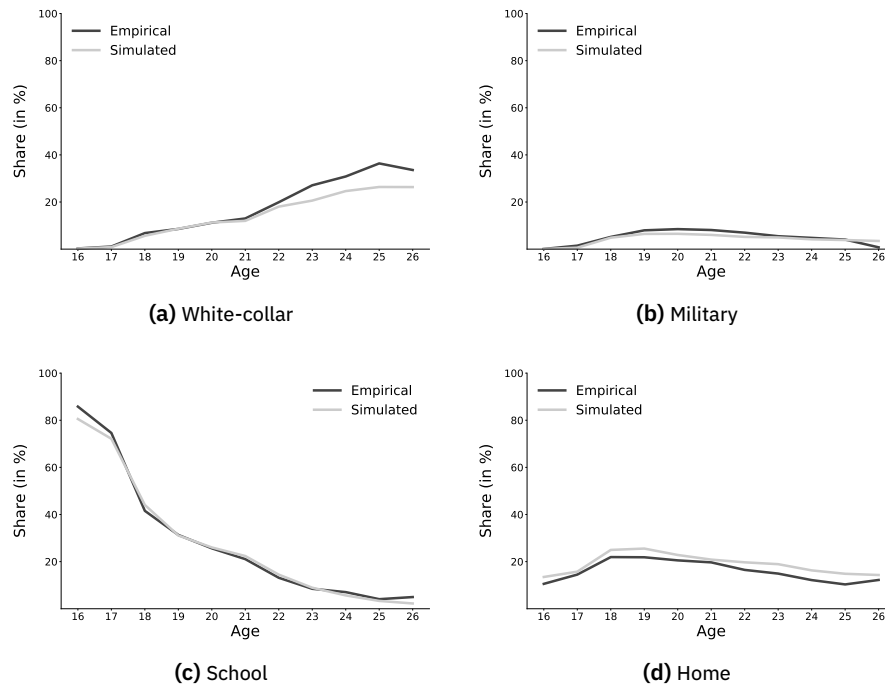 100
Empirical
Simulated
80
60
40
20
Share (in %)
16 17 18 19 20 21 22 23 24 25 26
Age
(a) White-collar
100
Empirical
Simulated
80
60
40
20
Share (in %)
16 17 18 19 20 21 22 23 24 25 26
Age
(b) Military
100
Empirical
Simulated
80
60
40
20
Share (in %)
16 17 18 19 20 21 22 23 24 25 26
Age
(c) School
100
Empirical
Simulated
80
60
40
20
Share (in %)
16 17 18 19 20 21 22 23 24 25 26
Age
(d) Home